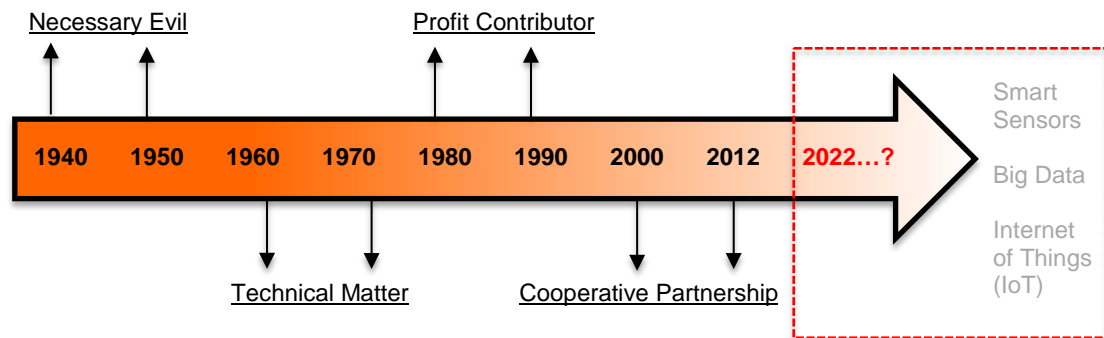 Necessary Evil
Profit Contributor
Smart
Sensors
1940 1950 1960 1970 1980 1990 2000 2012 2022…?
Big Data
Internet
of Things
(IoT)
Technical Matter
Cooperative Partnership